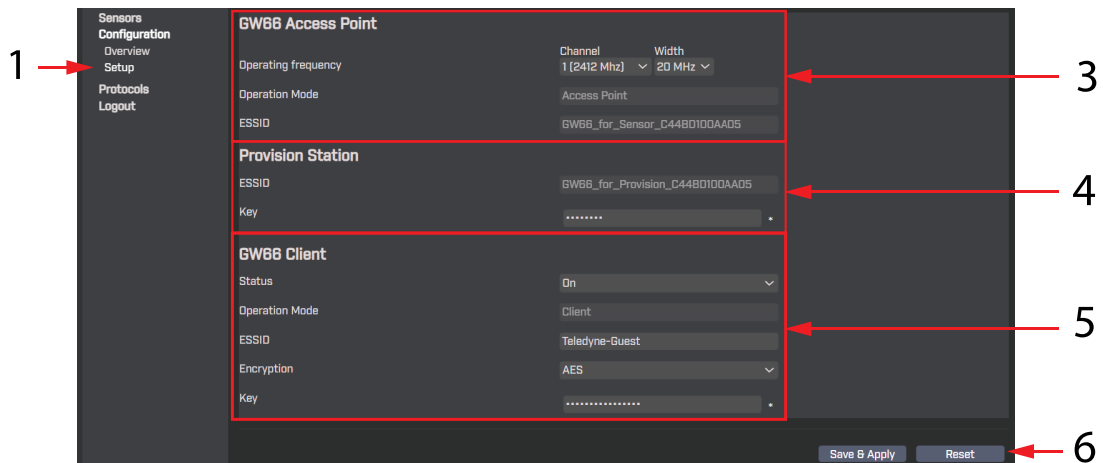 Sensors
Configuration
Overview
Setup
Protocols
Logout
1
GW66 Access Point
Channel Width
Operating frequency 1 (2412 Mhz) 20 MHz
Operation Mode Access Point
ESSID GW66_for_Sensor_C44BD100AA05
3
Provision Station
ESSID GW66_for_Provision_C44BD100AA05
Key •••••••• *
4
GW66 Client
Status On
Operation Mode Client
ESSID Teledyne-Guest
Encryption AES
Key ••••••••••••••• *
5
Save & Apply Reset
6